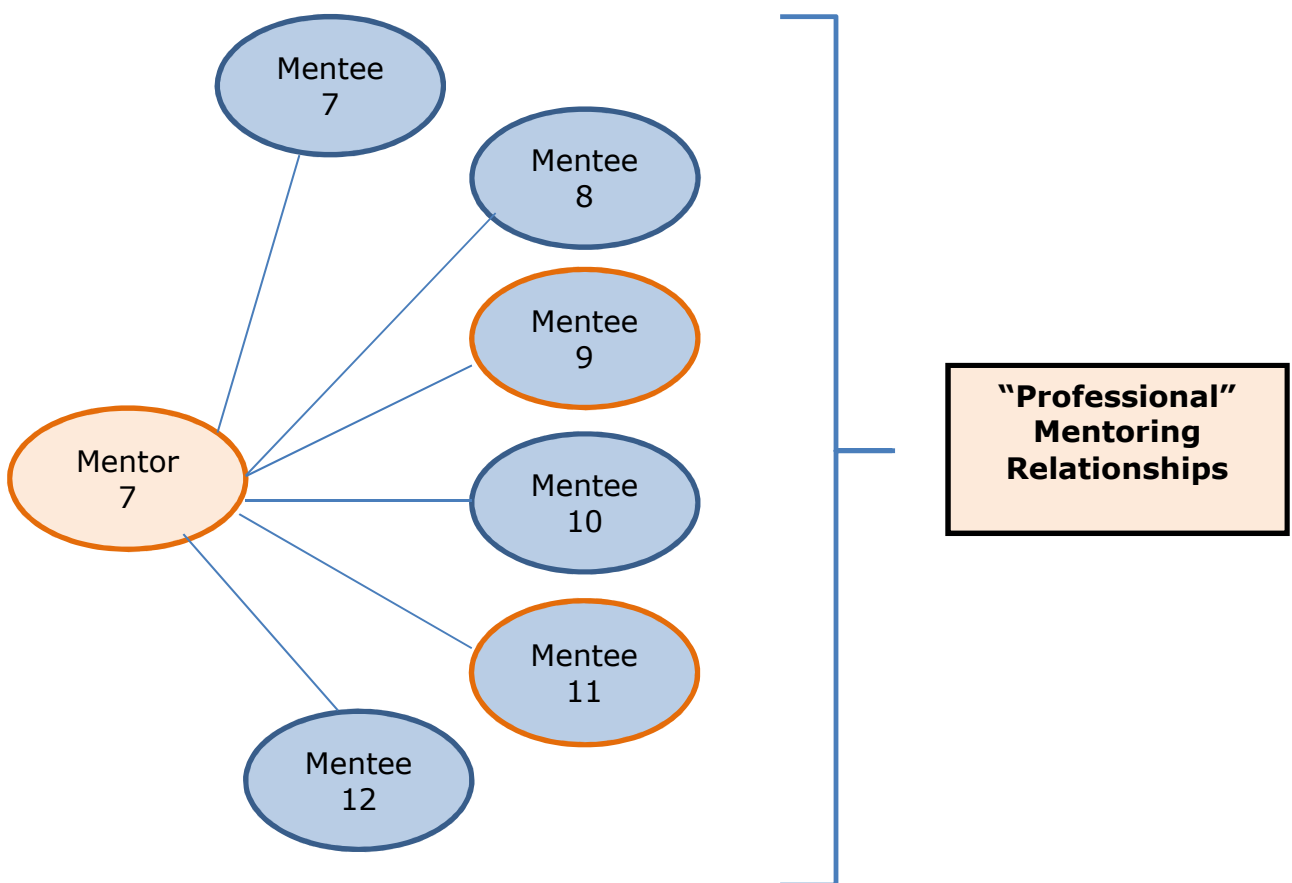 Mentee
7
Mentee
8
Mentee
9
Mentor
7
Mentee
10
Mentee
11
Mentee
12
“Professional”
Mentoring
Relationships